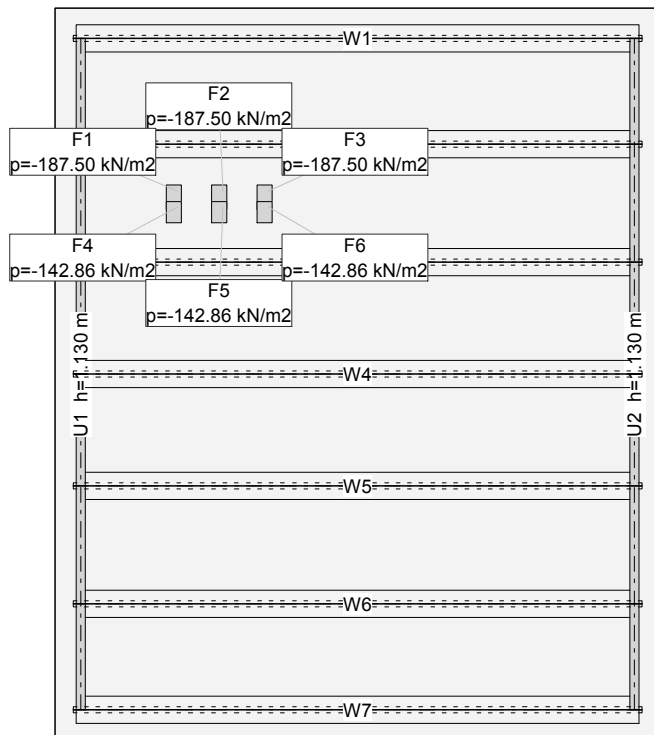 W1
F2
p=-187.50 kN/m2
F1
p=-187.50 kN/m2
F3
p=-187.50 kN/m2
F4
p=-142.86 kN/m2
F6
p=-142.86 kN/m2
F5
p=-142.86 kN/m2
U1 h=1.130 m
U2 h=1.130 m
W4
W5
W6
W7